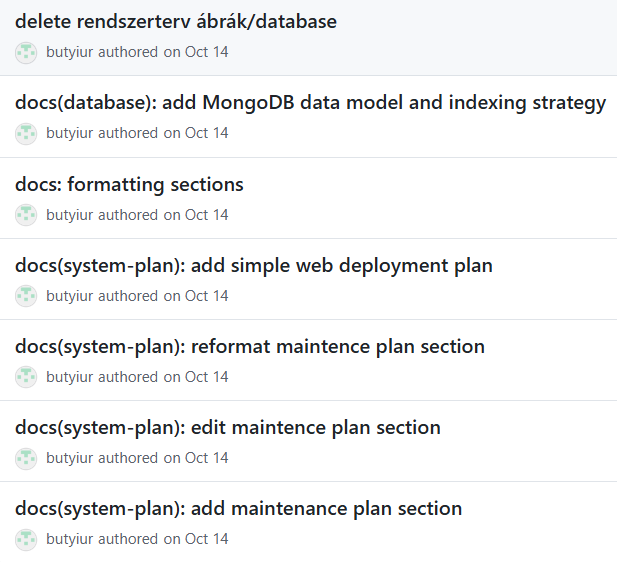 delete rendszerterv ábrák/database
butyiur authored on Oct 14
docs(database): add MongoDB data model and indexing strategy
butyiur authored on Oct 14
docs: formatting sections
butyiur authored on Oct 14
docs(system-plan): add simple web deployment plan
butyiur authored on Oct 14
docs(system-plan): reformat maintence plan section
butyiur authored on Oct 14
docs(system-plan): edit maintence plan section
butyiur authored on Oct 14
docs(system-plan): add maintenance plan section
butyiur authored on Oct 14